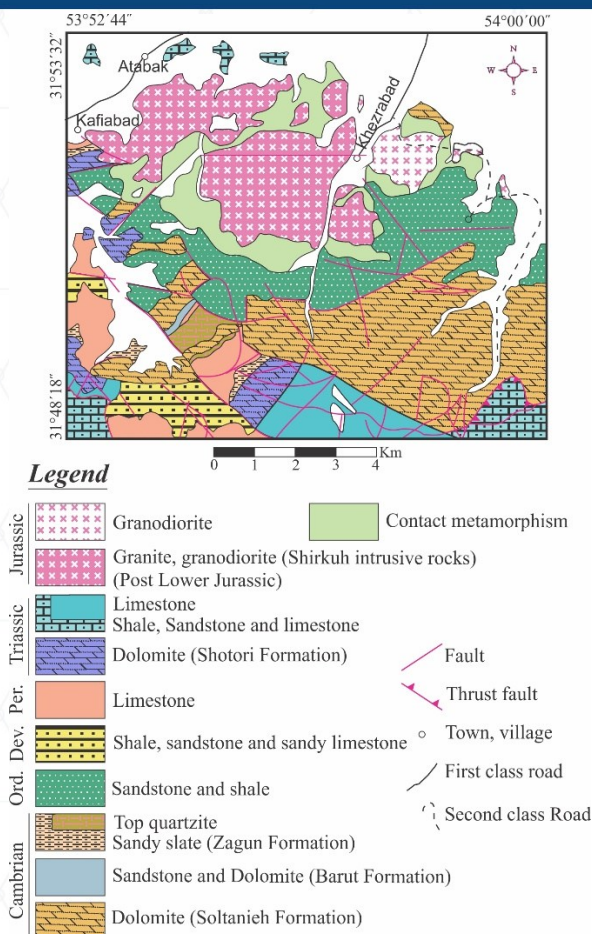 53°52′44″
54°00′00″
31°53′32″
31°48′18″
Atabak
Kafiabad
Khezrabad
N
W E
S
0 1 2 3 4 Km
Legend
Jurassic
Granodiorite
Contact metamorphism
Granite, granodiorite (Shirkuh intrusive rocks)
(Post Lower Jurassic)
Triassic
Limestone
Shale, Sandstone and limestone
Dolomite (Shotori Formation)
Per.
Limestone
Dev.
Shale, sandstone and sandy limestone
Ord.
Sandstone and shale
Cambrian
Top quartzite
Sandy slate (Zagun Formation)
Sandstone and Dolomite (Barut Formation)
Dolomite (Soltanieh Formation)
Fault
Thrust fault
Town, village
First class road
Second class Road